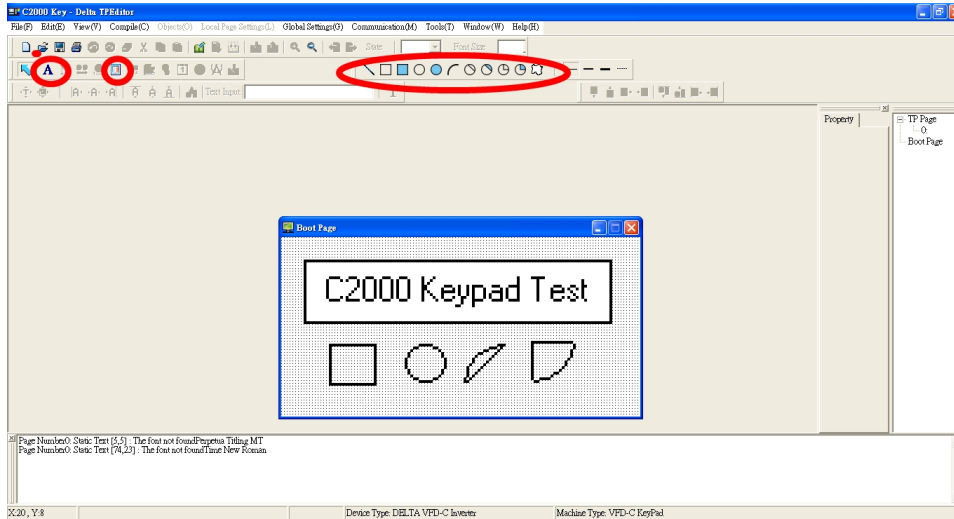 C2000 Key - Delta TPEditor
File(F) Edit(E) View(V) Compile(C) Objects(O) Local Page Settings(L) Global Settings(G) Communication(M) Tools(T) Window(W) Help(H)
State Font Size
A
Text Input
Property
TP Page
0:
Boot Page
Boot Page
C2000 Keypad Test
Page Number0: Static Text [5,5] : The font not foundPerpetua Titling MT
Page Number0: Static Text [74,23] : The font not foundTime New Roman
X:20 , Y:8 Device Type: DELTA VFD-C Inverter Machine Type: VFD-C KeyPad